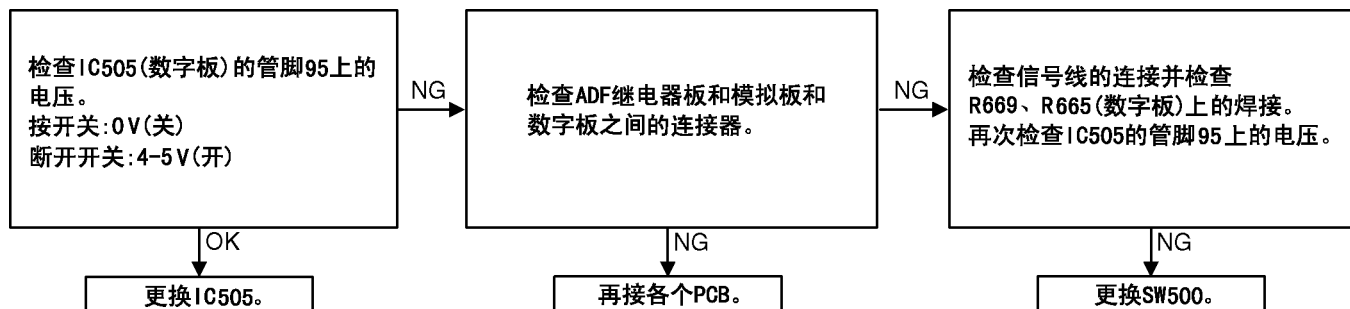 检查IC505(数字板)的管脚95上的
电压。
按开关:0V(关)
断开开关:4-5V(开)
NG
检查ADF继电器板和模拟板和
数字板之间的连接器。
NG
检查信号线的连接并检查
R669、R665(数字板)上的焊接。
再次检查IC505的管脚95上的电压。
OK
NG
NG
更换IC505。
再接各个PCB。
更换SW500。